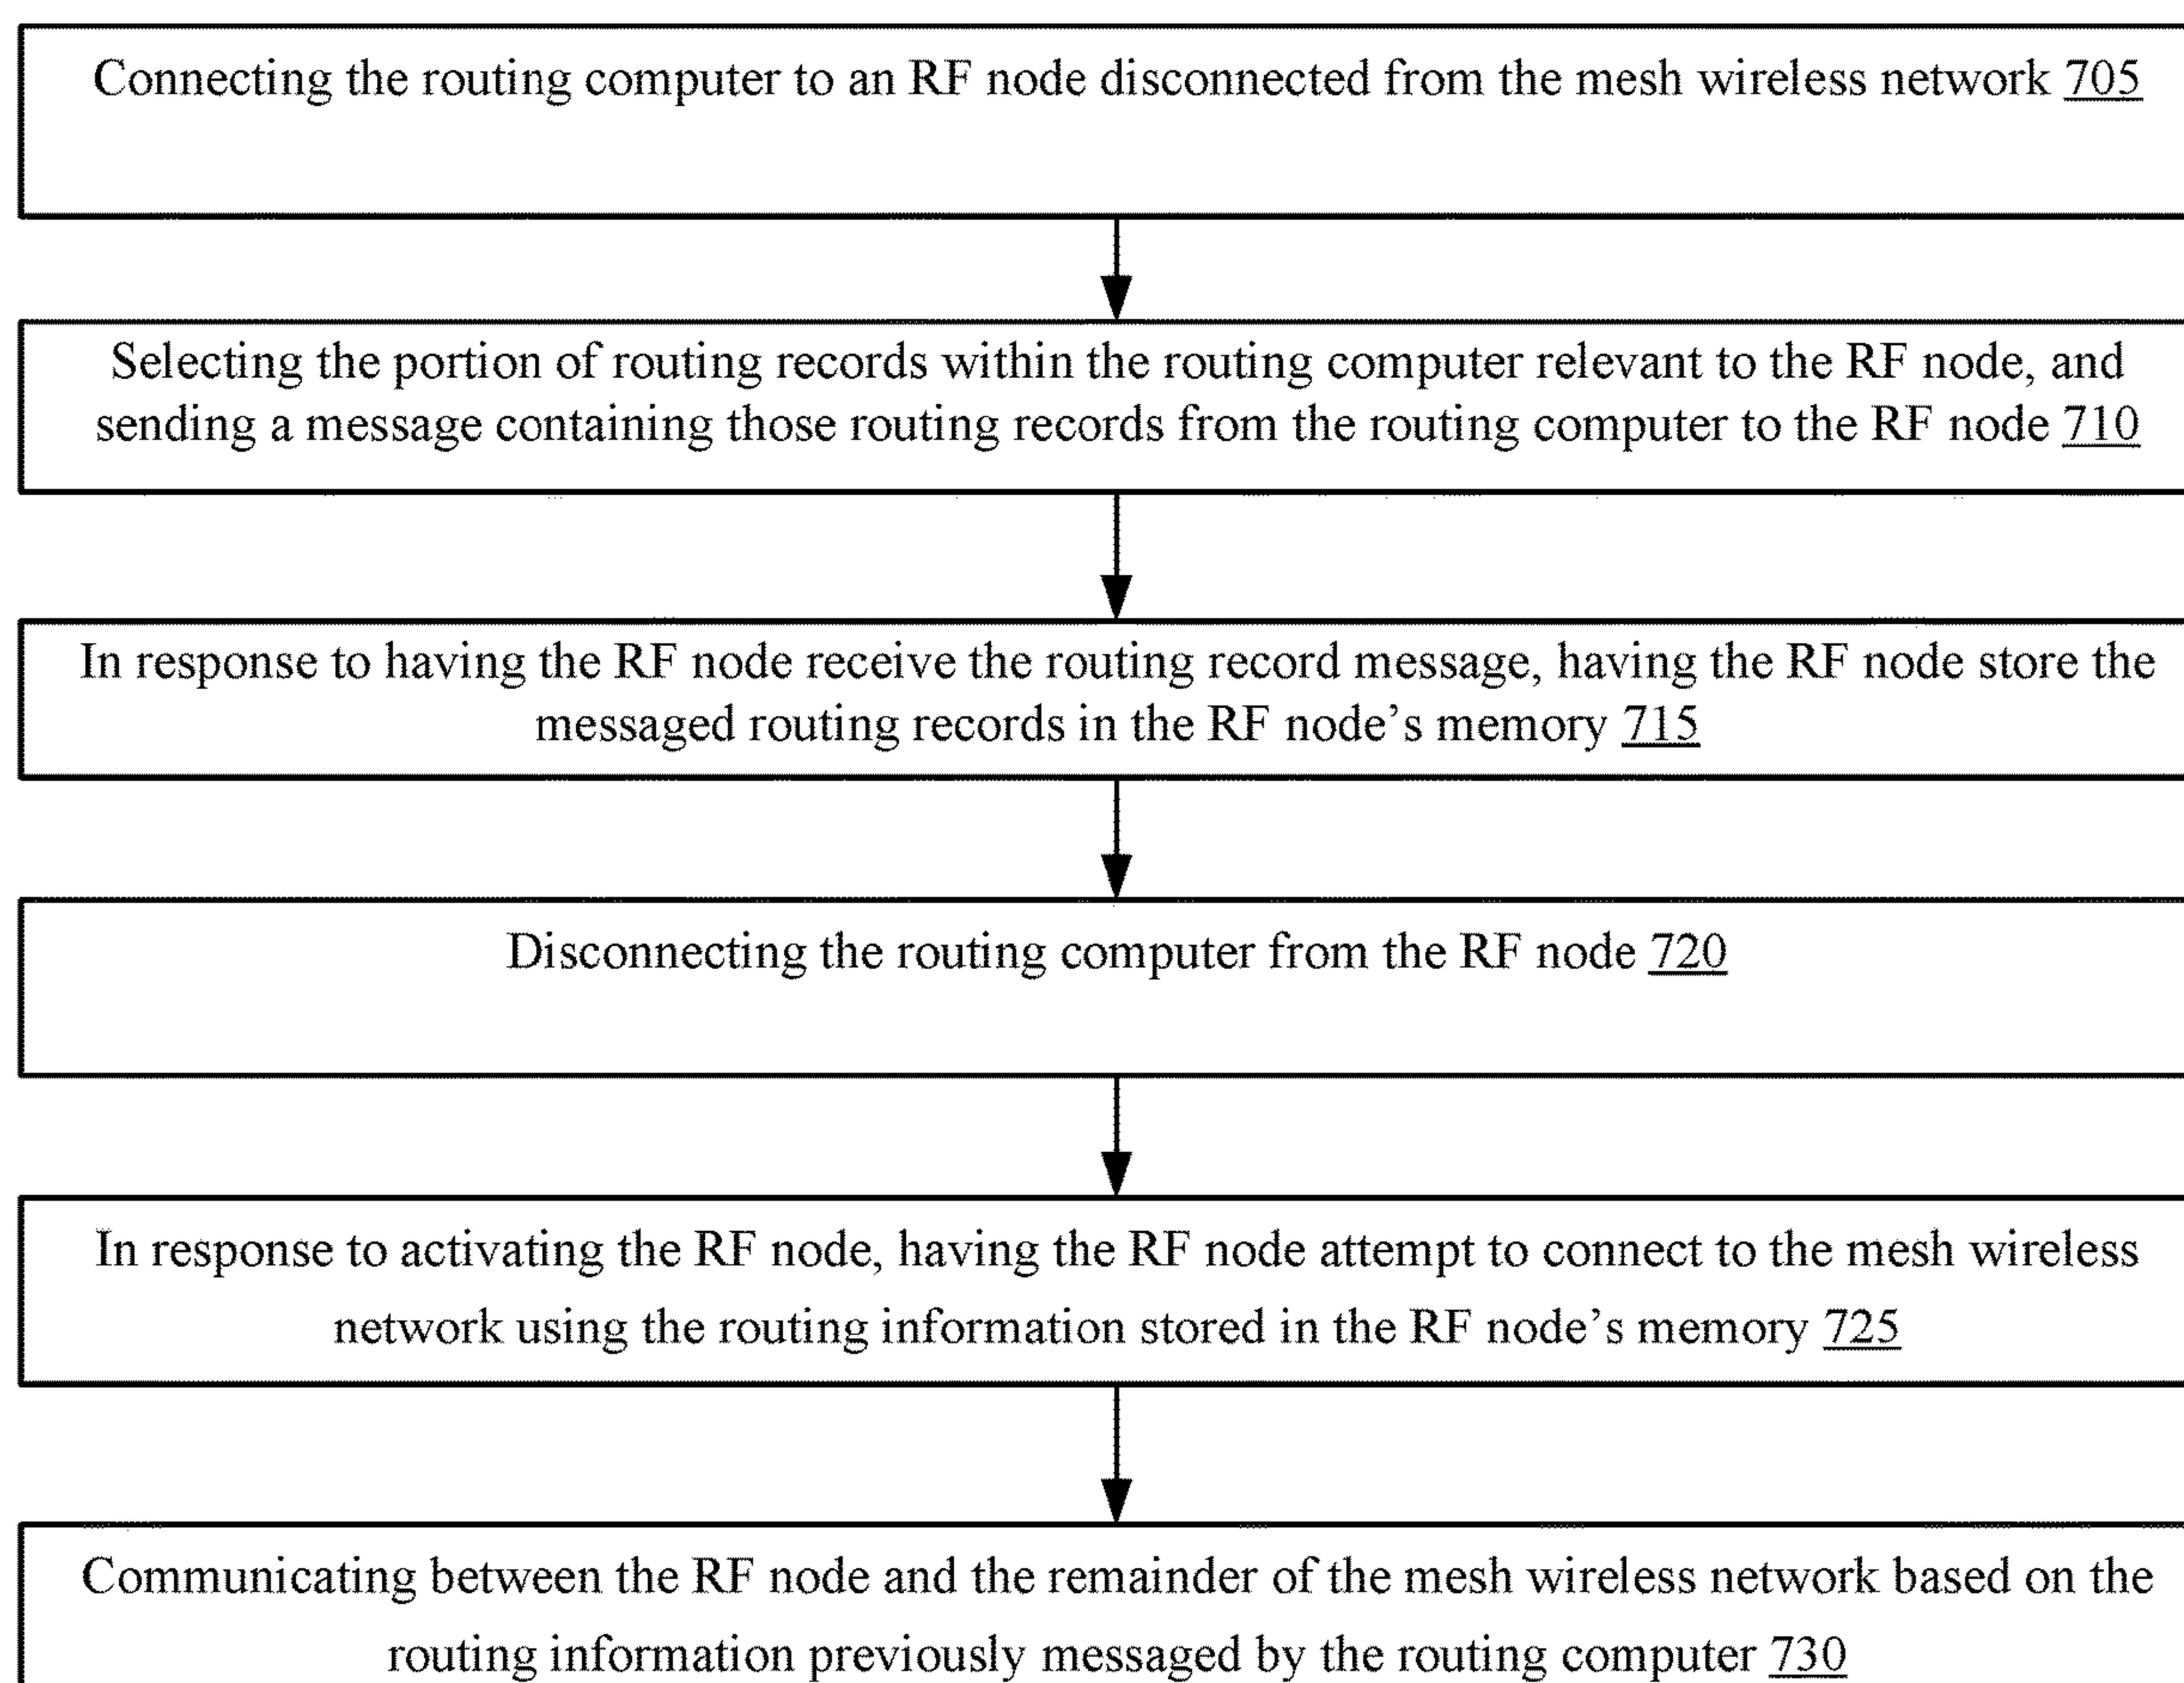 Connecting the routing computer to an RF node disconnected from the mesh wireless network 705
Selecting the portion of routing records within the routing computer relevant to the RF node, and
sending a message containing those routing records from the routing computer to the RF node 710
In response to having the RF node receive the routing record message, having the RF node store the
messaged routing records in the RF node’s memory 715
Disconnecting the routing computer from the RF node 720
In response to activating the RF node, having the RF node attempt to connect to the mesh wireless
network using the routing information stored in the RF node’s memory 725
Communicating between the RF node and the remainder of the mesh wireless network based on the
routing information previously messaged by the routing computer 730